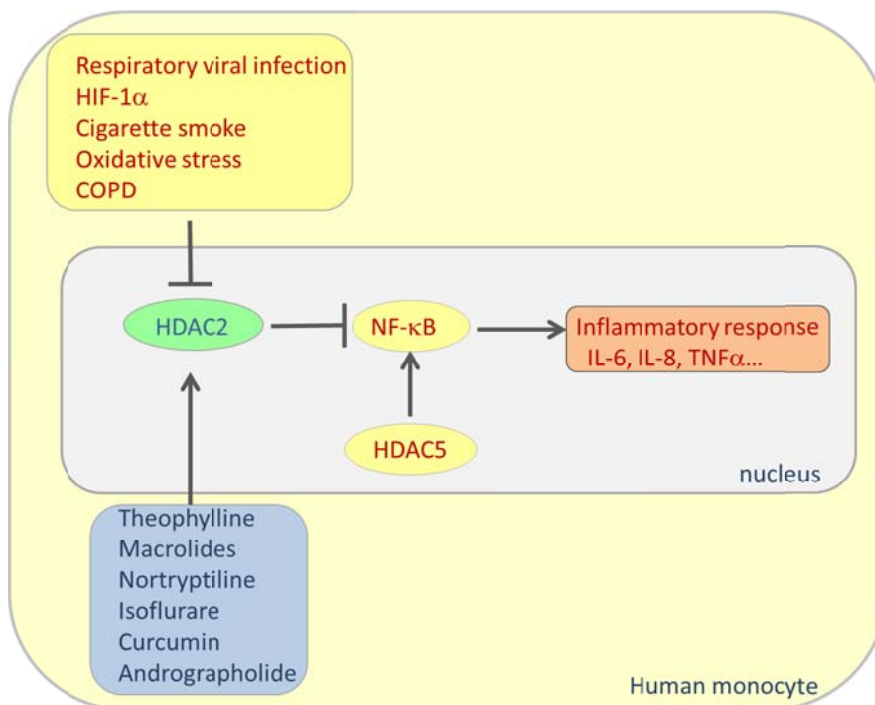 Respiratory viral infection
HIF-1α
Cigarette smoke
Oxidative stress
COPD
HDAC2
NF-κB
Inflammatory response
IL-6, IL-8, TNFα...
HDAC5
nucleus
Theophylline
Macrolides
Nortryptiline
Isoflurare
Curcumin
Andrographolide
Human monocyte